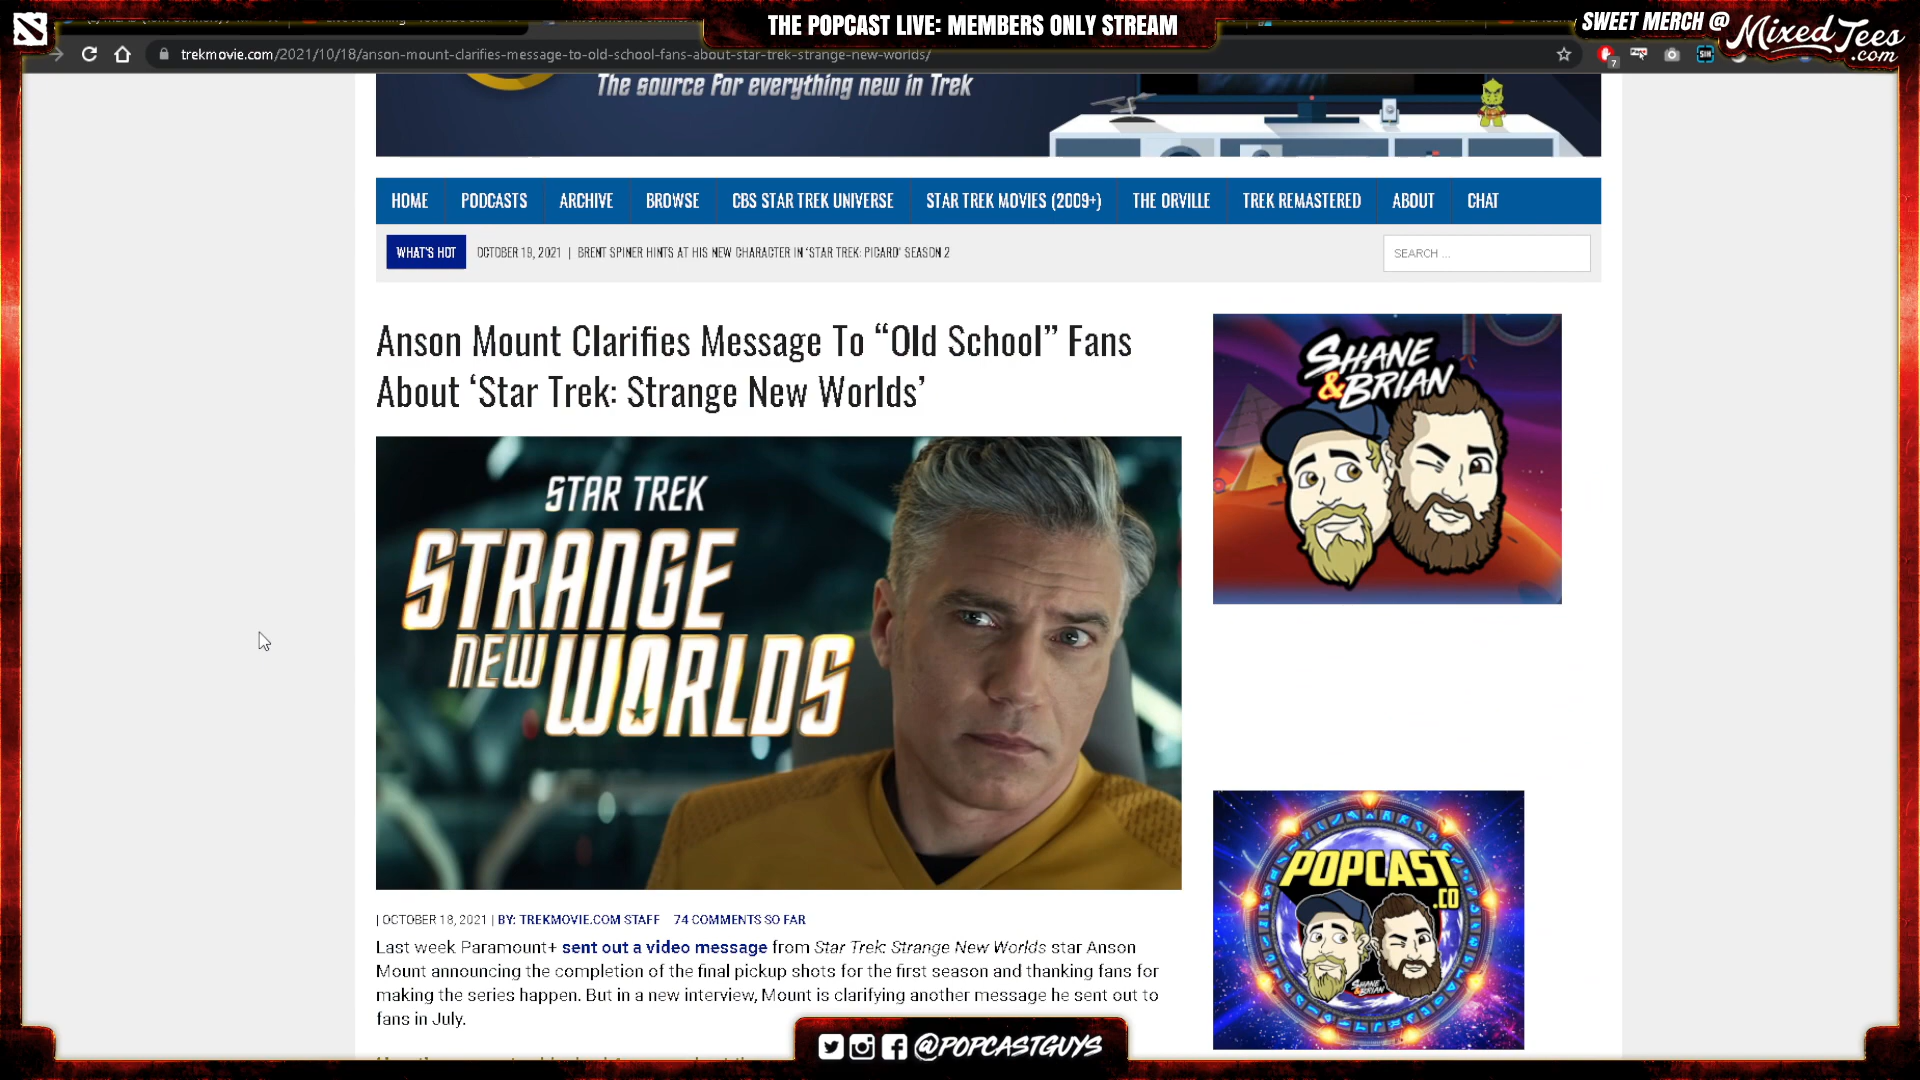 THE POPCAST LIVE: MEMBERS ONLY STREAM
SWEET MERCH @
MixedTees
.com
trekmovie.com/2021/10/18/anson-mount-clarifies-message-to-old-school-fans-about-star-trek-strange-new-worlds/
7
The source For everything new in Trek
HOME PODCASTS ARCHIVE BROWSE CBS STAR TREK UNIVERSE STAR TREK MOVIES (2009+) THE ORVILLE TREK REMASTERED ABOUT CHAT
WHAT'S HOT OCTOBER 19, 2021 | BRENT SPINER HINTS AT HIS NEW CHARACTER IN 'STAR TREK: PICARD' SEASON 2
SEARCH ...
Anson Mount Clarifies Message To “Old School” Fans
About ‘Star Trek: Strange New Worlds’
STAR TREK
STRANGE
NEW WORLDS
SHANE
& BRIAN
POPCAST
.CO
SHANE
&BRIAN
| OCTOBER 18, 2021 | BY: TREKMOVIE.COM STAFF 74 COMMENTS SO FAR
Last week Paramount+ sent out a video message from Star Trek: Strange New Worlds star Anson
Mount announcing the completion of the final pickup shots for the first season and thanking fans for
making the series happen. But in a new interview, Mount is clarifying another message he sent out to
fans in July.
@POPCASTGUYS